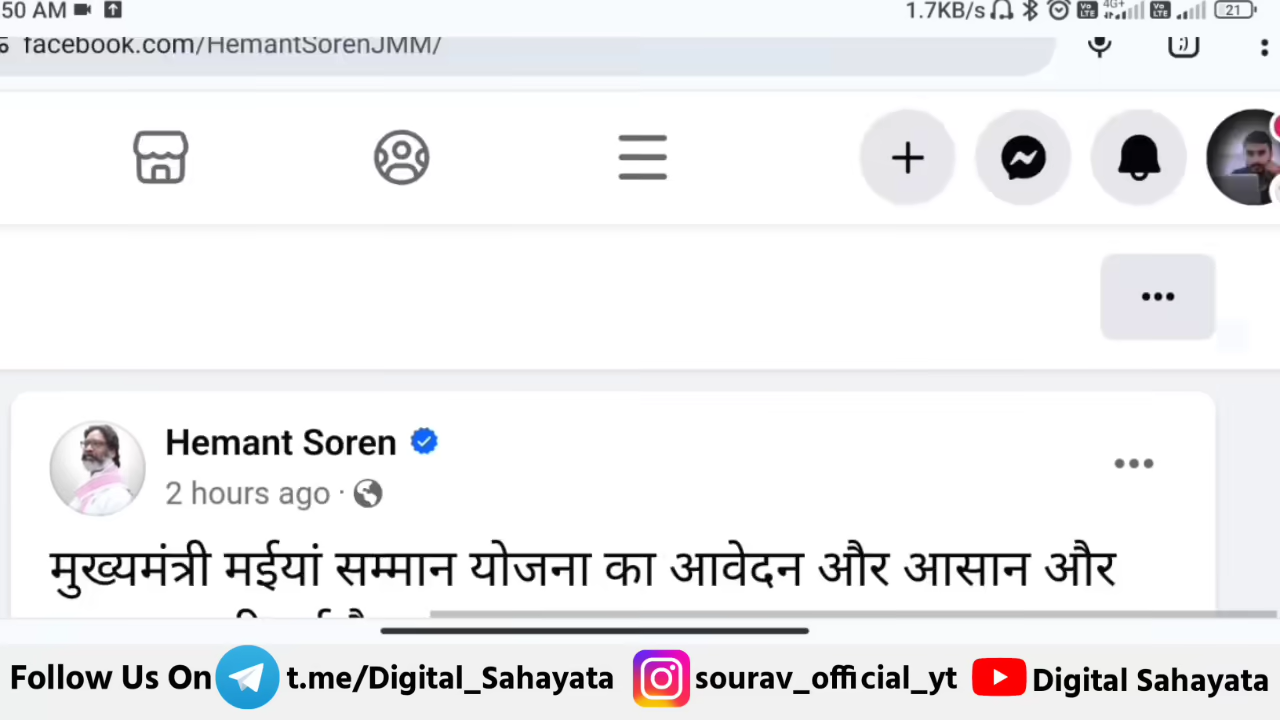 50 AM 1.7KB/s 4G+ 21
facebook.com/HemantSorenJMM/
Hemant Soren
2 hours ago ·
मुख्यमंत्री मईयां सम्मान योजना का आवेदन और आसान और
Follow Us On t.me/Digital_Sahayata sourav_official_yt Digital Sahayata